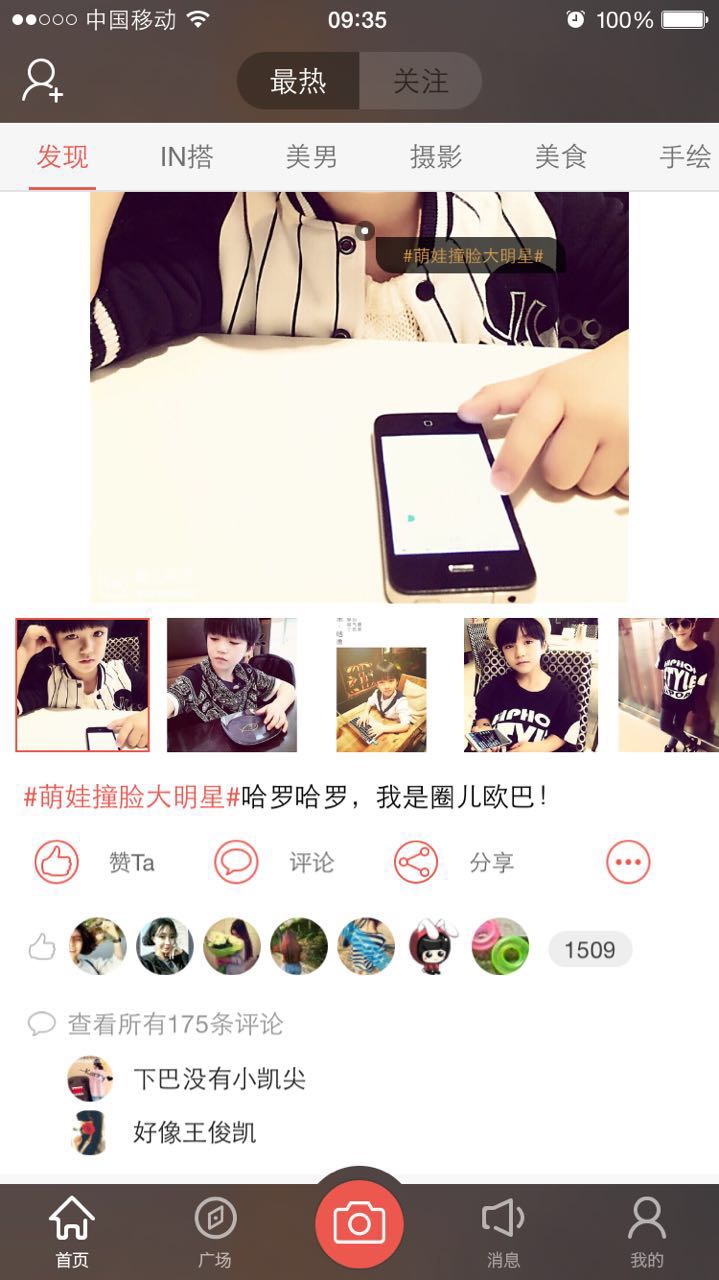 中国移动 09:35 100%
最热 关注
发现 IN搭 美男 摄影 美食 手绘
#萌娃撞脸大明星#
HIPHO
STYLE
HIPHO
STYLE
#萌娃撞脸大明星#哈罗哈罗，我是圈儿欧巴！
赞Ta 评论 分享
1509
查看所有175条评论
下巴没有小凯尖
好像王俊凯
首页 广场 消息 我的